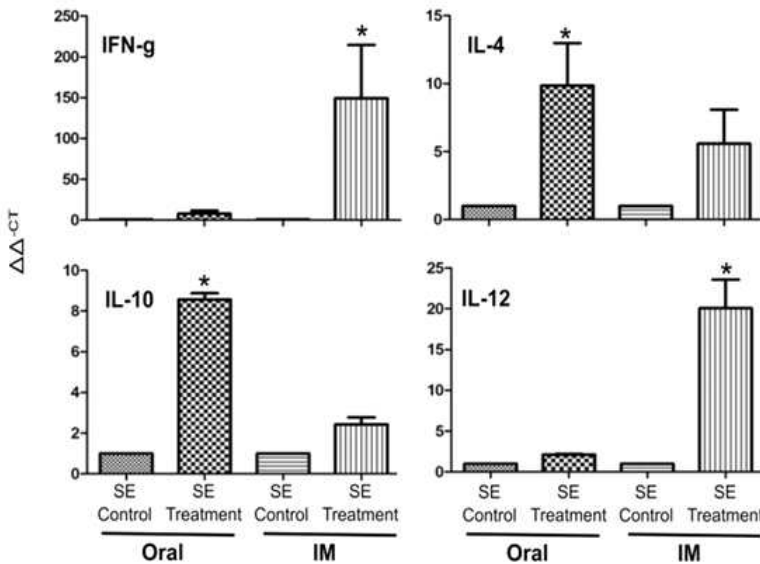 IFN-g
250
200
150
100
50
0
*
IL-4
15
10
5
0
*
ΔΔ-CT
IL-10
10
8
6
4
2
0
*
IL-12
25
20
15
10
5
0
*
SE SE SE SE
Control Treatment Control Treatment
Oral IM
SE SE SE SE
Control Treatment Control Treatment
Oral IM